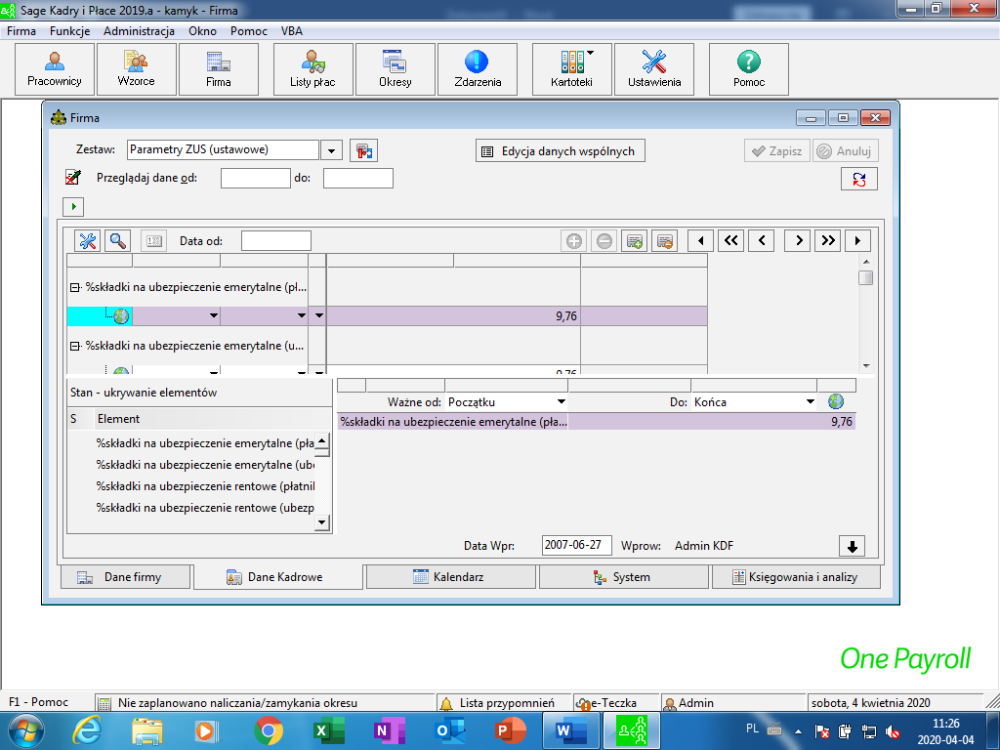 Sage Kadry i Płace 2019.a - kamyk - Firma
Firma Funkcje Administracja Okno Pomoc VBA
Pracownicy Wzorce Firma Listy płac Okresy Zdarzenia Kartoteki Ustawienia Pomoc
Firma
Zestaw: Parametry ZUS (ustawowe) Edycja danych wspólnych Zapisz Anuluj
Przeglądaj dane od: do:
Data od:
%składki na ubezpieczenie emerytalne (pł...
9,76
%składki na ubezpieczenie emerytalne (u...
9,76
Stan - ukrywanie elementów
S Element
%składki na ubezpieczenie emerytalne (pła
%składki na ubezpieczenie emerytalne (ub
%składki na ubezpieczenie rentowe (płatnil
%składki na ubezpieczenie rentowe (ubezp
Ważne od: Początku Do: Końca
%składki na ubezpieczenie emerytalne (pła... 9,76
Data Wpr: 2007-06-27 Wprow: Admin KDF
Dane firmy Dane Kadrowe Kalendarz System Księgowania i analizy
One Payroll
F1 - Pomoc Nie zaplanowano naliczania/zamykania okresu Lista przypomnień e-Teczka Admin sobota, 4 kwietnia 2020
PL 11:26
2020-04-04